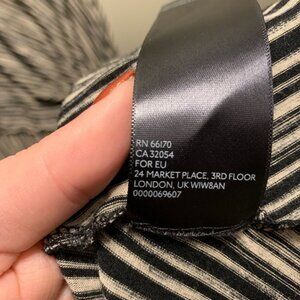 RN 66170
CA 32054
FOR EU
24 MARKET PLACE, 3RD FLOOR
LONDON, UK W1W8AN
0000069607